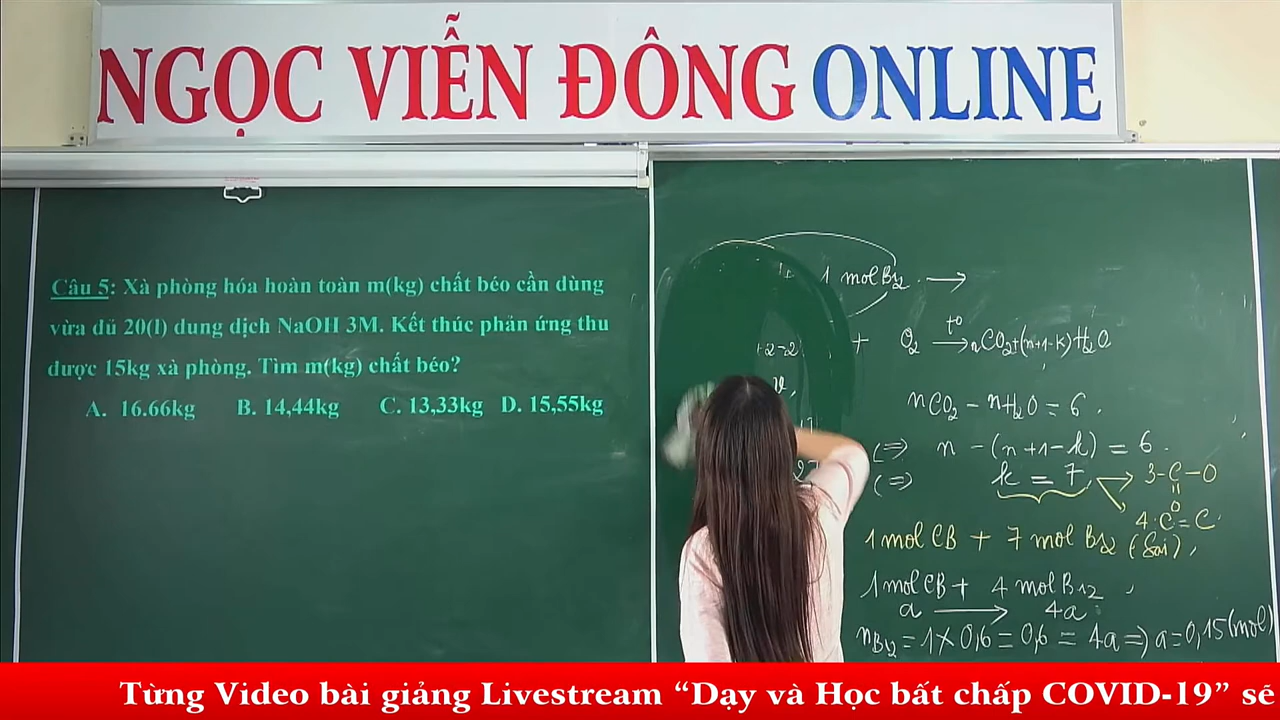 NGỌC VIỄN ĐÔNG ONLINE
Câu 5: Xà phòng hóa hoàn toàn m(kg) chất béo cần dùng
vừa đủ 20(l) dung dịch NaOH 3M. Kết thúc phản ứng thu
được 15kg xà phòng. Tìm m(kg) chất béo?
A. 16.66kg B. 14,44kg C. 13,33kg D. 15,55kg
1 mol Br2 →
+ O2 t° → nCO2 + (n+1-k) H2O
+2-2
nCO2 - nH2O = 6.
(=) n - (n+1-k) = 6.
(=) k = 7
3-C-O
O
4 C = C
1 mol CB + 7 mol Br2 (Sai),
1 mol CB + 4 mol Br2
a → 4a
nBr2 = 1 × 0,6 = 0,6 = 4a => a = 0,15 (mol)
Từng Video bài giảng Livestream “Dạy và Học bất chấp COVID-19” sẽ